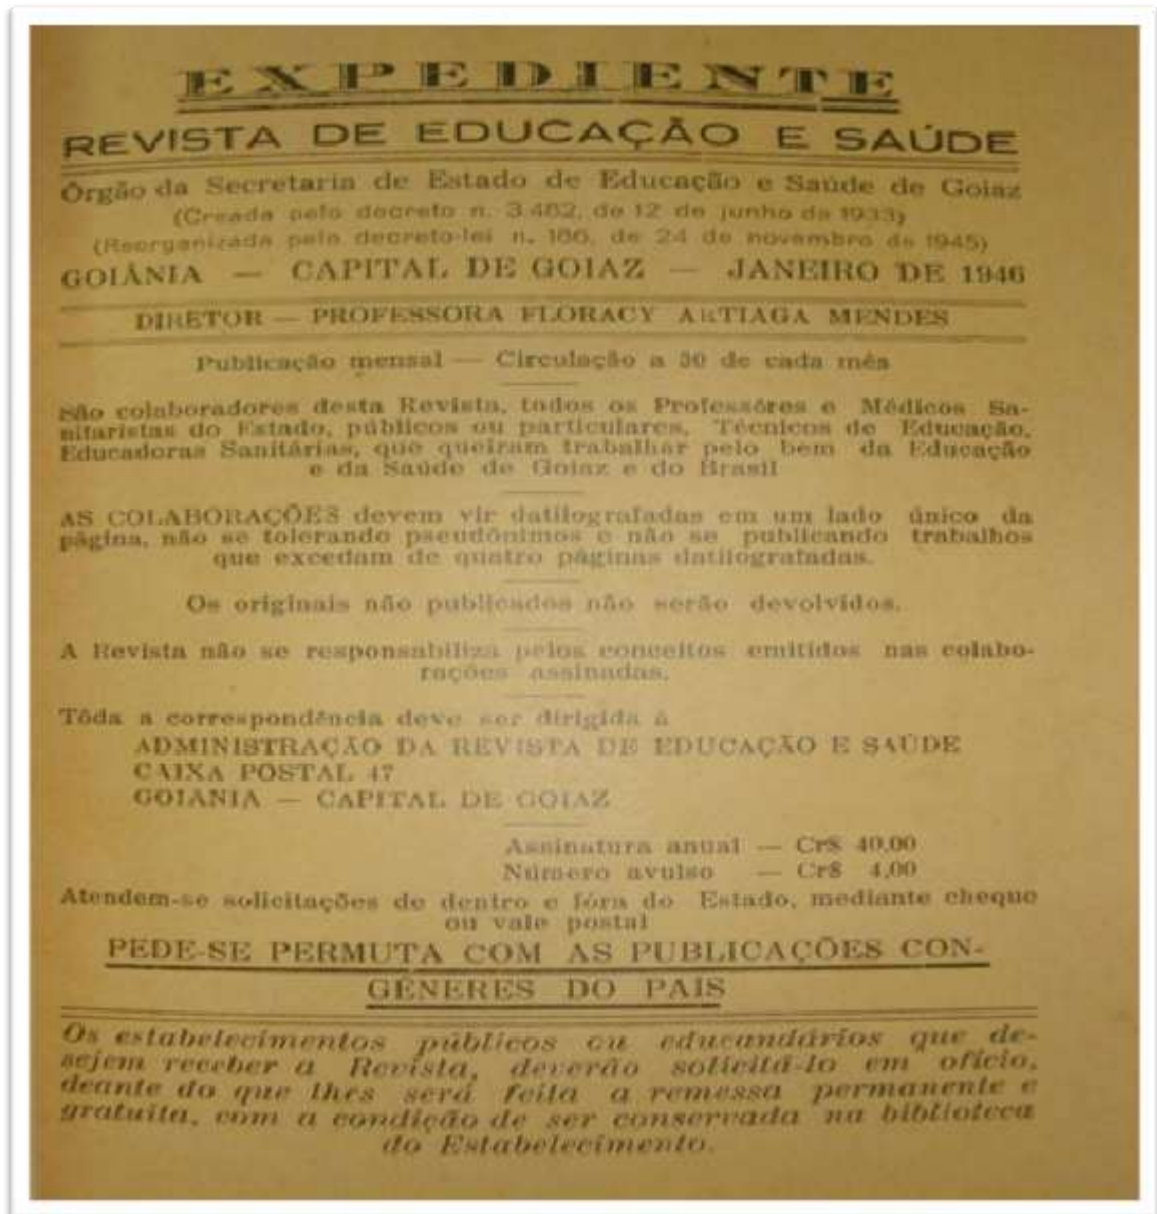 EXPEDIENTE
REVISTA DE EDUCAÇÃO E SAÚDE
Órgão da Secretaria de Estado de Educação e Saúde de Goiaz
(Creada pelo decreto n. 3.462, de 12 de junho de 1933)
(Reorganizada pelo decreto-lei n. 186, de 24 de novembro de 1945)
GOIÂNIA — CAPITAL DE GOIAZ — JANEIRO DE 1946
DIRETOR — PROFESSORA FLORACY ARTIAGA MENDES
Publicação mensal — Circulação a 30 de cada mês
São colaboradores desta Revista, todos os Professôres e Médicos Sa-
nitaristas do Estado, públicos ou particulares, Técnicos de Educação,
Educadoras Sanitárias, que queiram trabalhar pelo bem da Educação
e da Saúde de Goiaz e do Brasil
AS COLABORAÇÕES devem vir datilografadas em um lado único da
página, não se tolerando pseudônimos e não se publicando trabalhos
que excedam de quatro páginas datilografadas.
Os originais não publicados não serão devolvidos.
A Revista não se responsabiliza pelos conceitos emitidos nas colabo-
rações assinadas.
Tôda a correspondência deve ser dirigida à
ADMINISTRAÇÃO DA REVISTA DE EDUCAÇÃO E SAÚDE
CAIXA POSTAL 47
GOIANIA — CAPITAL DE GOIAZ
Assinatura anual — Cr$ 40,00
Número avulso — Cr$ 4,00
Atendem-se solicitações de dentro e fóra do Estado, mediante cheque
ou vale postal
PEDE-SE PERMUTA COM AS PUBLICAÇÕES CON-
GÊNERES DO PAÍS
Os estabelecimentos públicos ou educandários que de-
sejem receber a Revista, deverão solicitá-lo em ofício,
deante do que lhes será feita a remessa permanente e
gratuita, com a condição de ser conservada na biblioteca
do Estabelecimento.